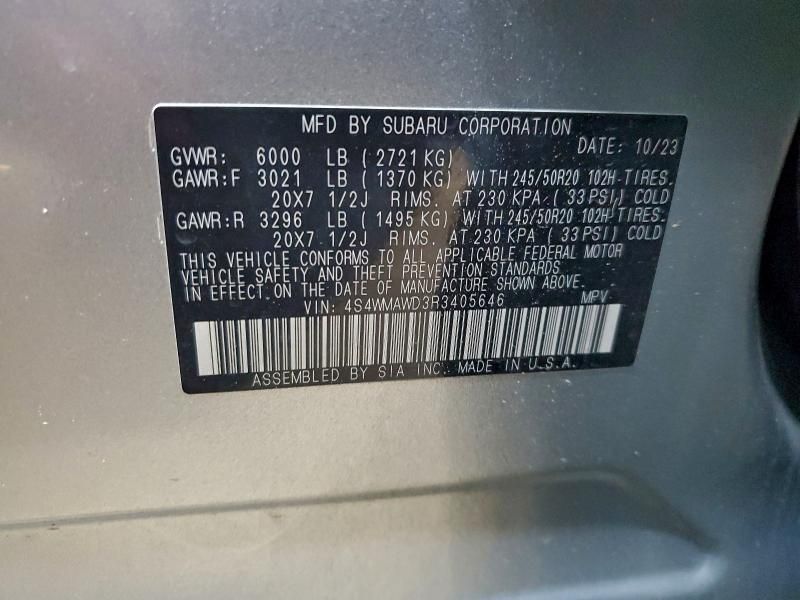 MFD BY SUBARU CORPORATION
DATE: 10/23
GVWR: 6000 LB ( 2721 KG)
GAWR:F 3021 LB ( 1370 KG) WITH 245/50R20 102H TIRES.
20X7 1/2J RIMS. AT 230 KPA ( 33 PSI) COLD
GAWR:R 3296 LB ( 1495 KG) WITH 245/50R20 102H TIRES.
20X7 1/2J RIMS. AT 230 KPA ( 33 PSI) COLD
THIS VEHICLE CONFORMS TO ALL APPLICABLE FEDERAL MOTOR
VEHICLE SAFETY AND THEFT PREVENTION STANDARDS
IN EFFECT ON THE DATE OF MANUFACTURE SHOWN ABOVE.
VIN: 4S4WMAWD3R3405646 MPV
ASSEMBLED BY SIA INC. MADE IN U.S.A.